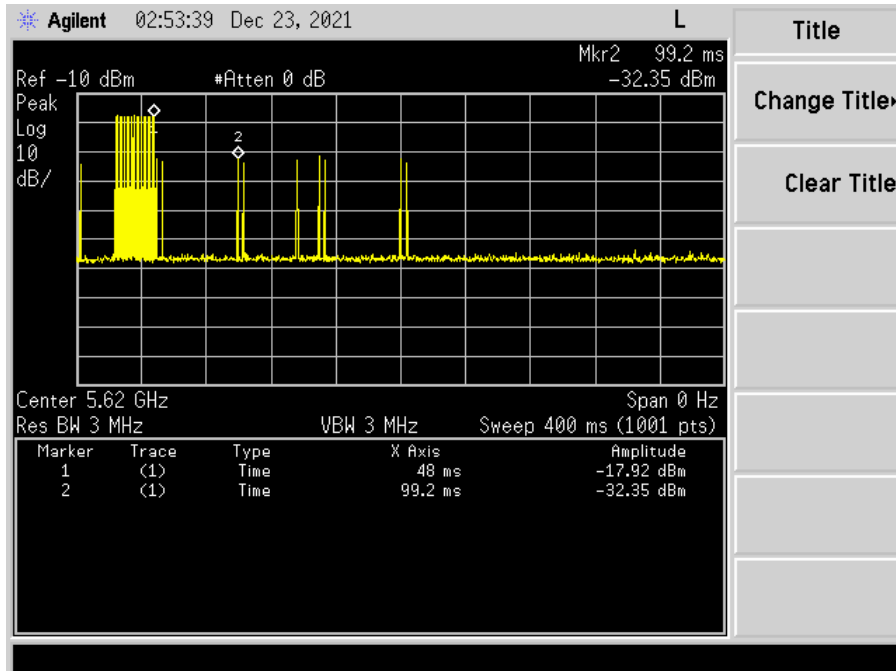 Agilent 02:53:39 Dec 23, 2021 L
Mkr2 99.2 ms
Ref -10 dBm #Atten 0 dB -32.35 dBm
Peak
Log
10
dB/
1
2
Center 5.62 GHz Span 0 Hz
Res BW 3 MHz VBW 3 MHz Sweep 400 ms (1001 pts)
Marker Trace Type X Axis Amplitude
1 (1) Time 48 ms -17.92 dBm
2 (1) Time 99.2 ms -32.35 dBm
Title
Change Title
Clear Title